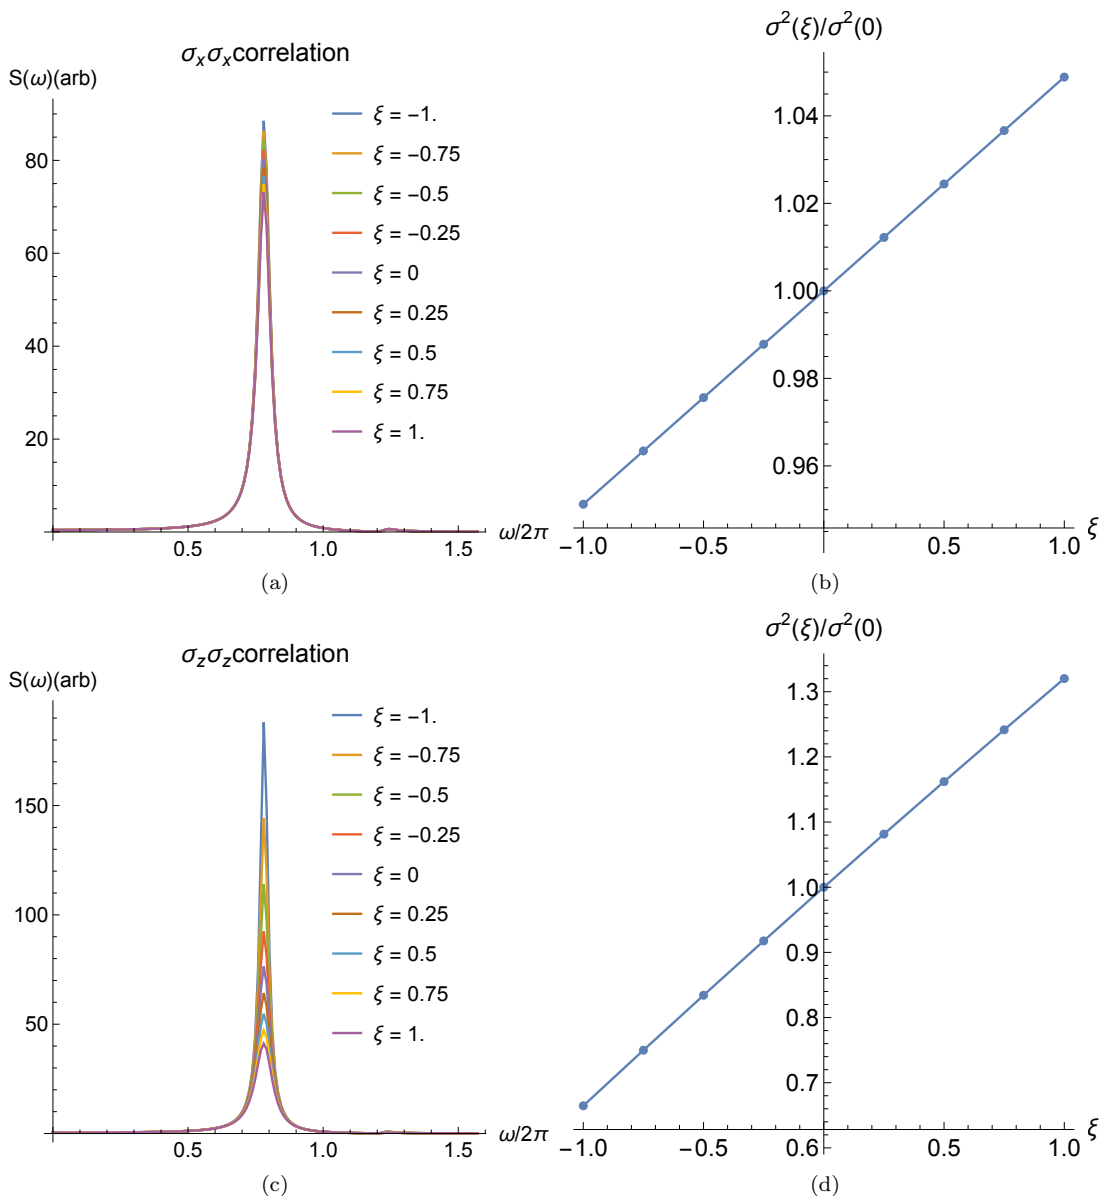 σxσxcorrelation
S(ω)(arb)
80
60
40
20
0.5
1.0
1.5
ω/2π
ξ = −1.
ξ = −0.75
ξ = −0.5
ξ = −0.25
ξ = 0
ξ = 0.25
ξ = 0.5
ξ = 0.75
ξ = 1.
(a)
σ²(ξ)/σ²(0)
1.04
1.02
1.00
0.98
0.96
−1.0
−0.5
0.5
1.0
ξ
(b)
σzσzcorrelation
S(ω)(arb)
150
100
50
0.5
1.0
1.5
ω/2π
ξ = −1.
ξ = −0.75
ξ = −0.5
ξ = −0.25
ξ = 0
ξ = 0.25
ξ = 0.5
ξ = 0.75
ξ = 1.
(c)
σ²(ξ)/σ²(0)
1.3
1.2
1.1
1.0
0.9
0.8
0.7
0.6
−1.0
−0.5
0.5
1.0
ξ
(d)